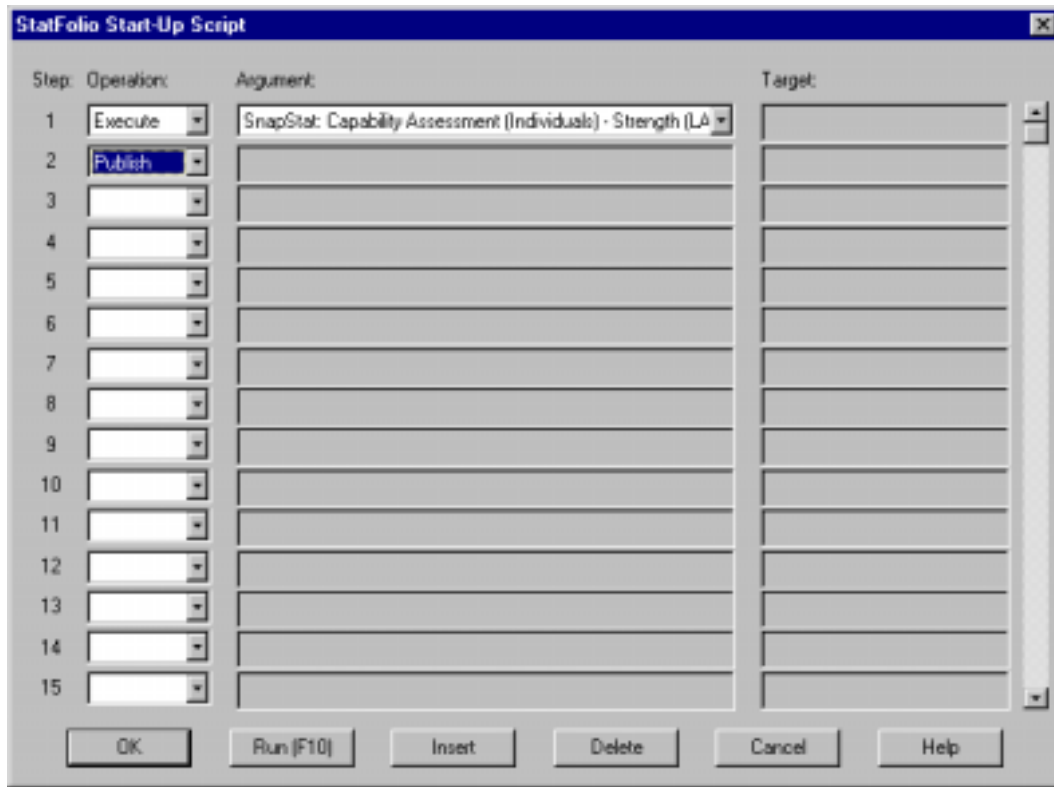 StatFolio Start-Up Script
Step: Operation: Argument: Target:
1 Execute SnapStat: Capability Assessment (Individuals) - Strength (LA
2 Publish
3
4
5
6
7
8
9
10
11
12
13
14
15
OK Run (F10) Insert Delete Cancel Help